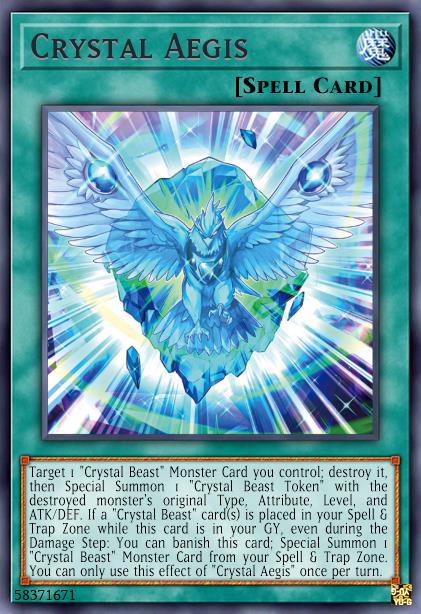 Crystal Aegis
魔
[Spell Card]
Target 1 "Crystal Beast" Monster Card you control; destroy it,
then Special Summon 1 "Crystal Beast Token" with the
destroyed monster's original Type, Attribute, Level, and
ATK/DEF. If a "Crystal Beast" card(s) is placed in your Spell &
Trap Zone while this card is in your GY, even during the
Damage Step: You can banish this card; Special Summon 1
"Crystal Beast" Monster Card from your Spell & Trap Zone.
You can only use this effect of "Crystal Aegis" once per turn.
58371671